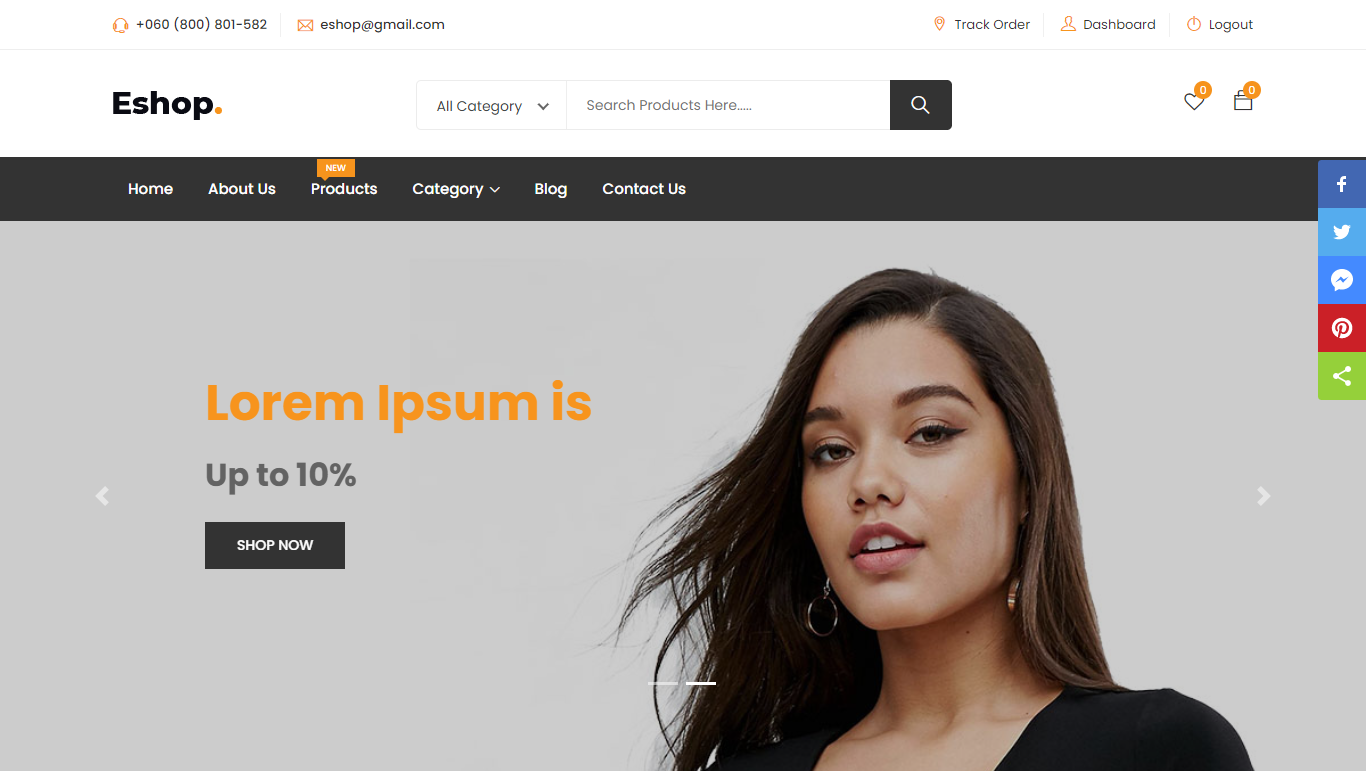 +060 (800) 801-582
eshop@gmail.com
Track Order
Dashboard
Logout
Eshop.
All Category
Search Products Here.....
0
0
NEW
Home
About Us
Products
Category
Blog
Contact Us
Lorem Ipsum is
Up to 10%
SHOP NOW